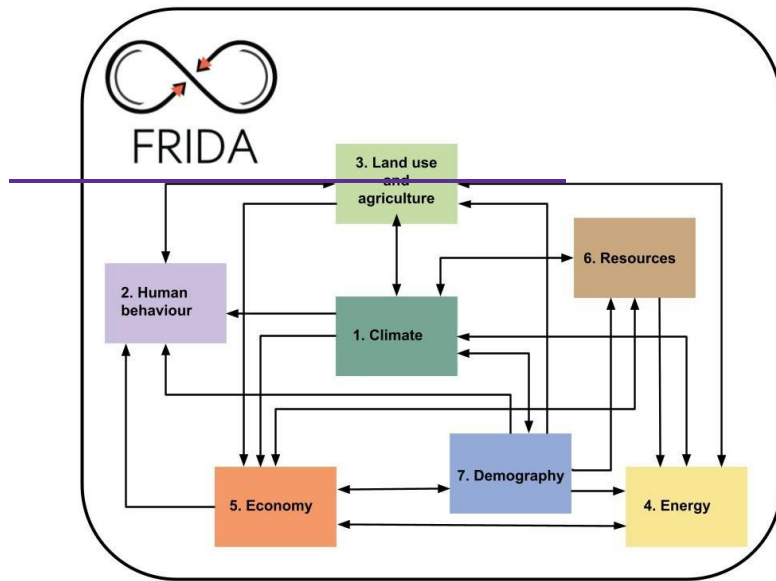 FRIDA
3. Land use
and
agriculture
6. Resources
2. Human
behaviour
1. Climate
7. Demography
5. Economy
4. Energy